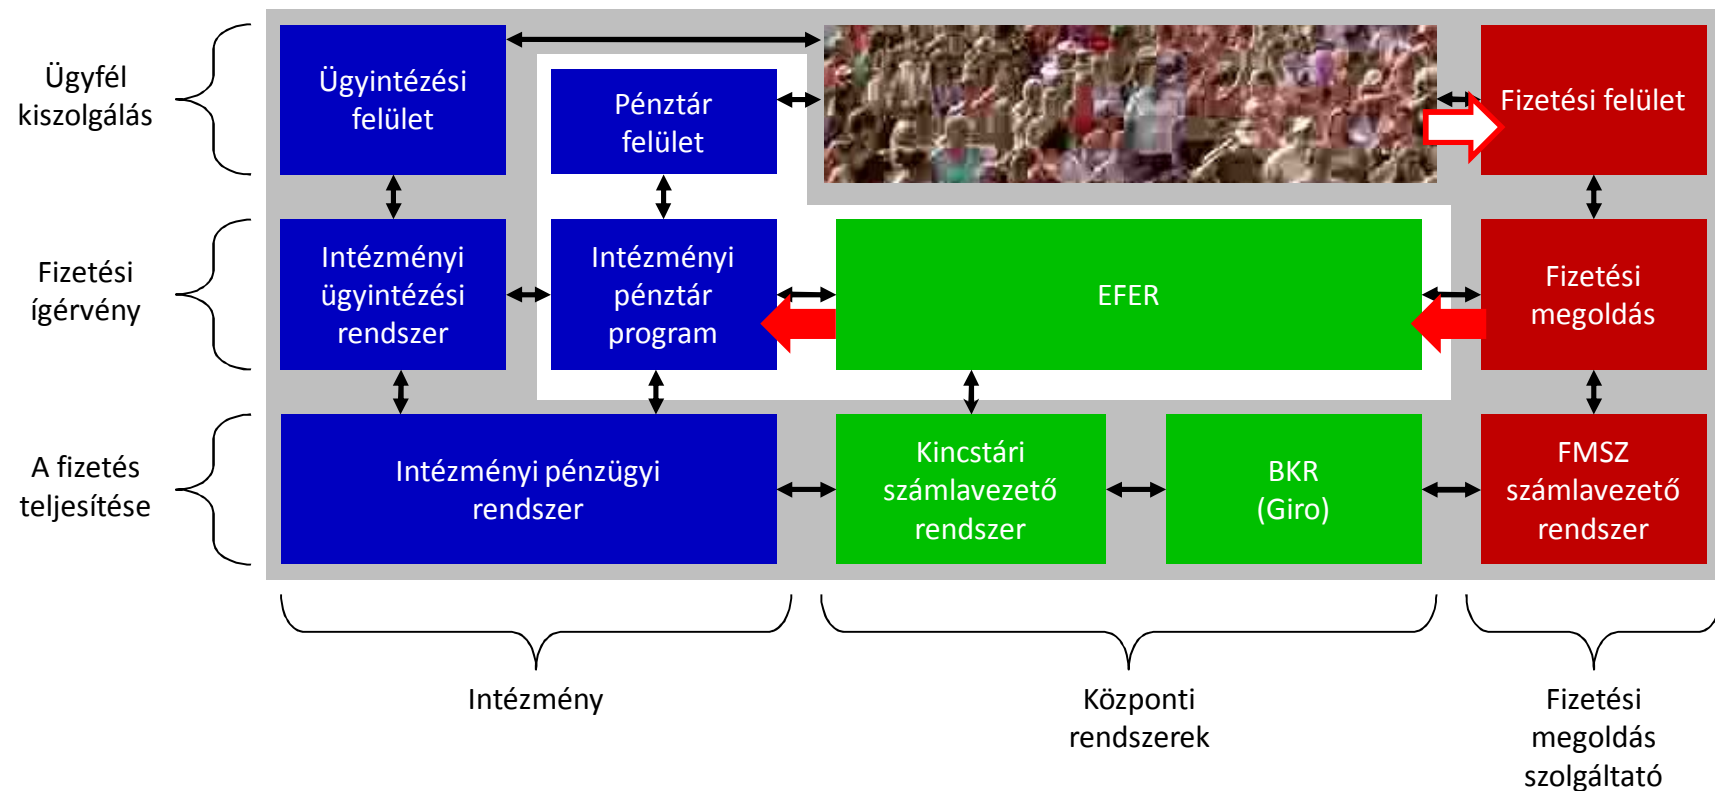 Ügyfél
kiszolgálás
Ügyintézési
felület
Pénztár
felület
Fizetési felület
Fizetési
ígérvény
Intézményi
ügyintézési
rendszer
Intézményi
pénztár
program
EFER
Fizetési
megoldás
A fizetés
teljesítése
Intézményi pénzügyi
rendszer
Kincstári
számlavezető
rendszer
BKR
(Giro)
FMSZ
számlavezető
rendszer
Intézmény
Központi
rendszerek
Fizetési
megoldás
szolgáltató